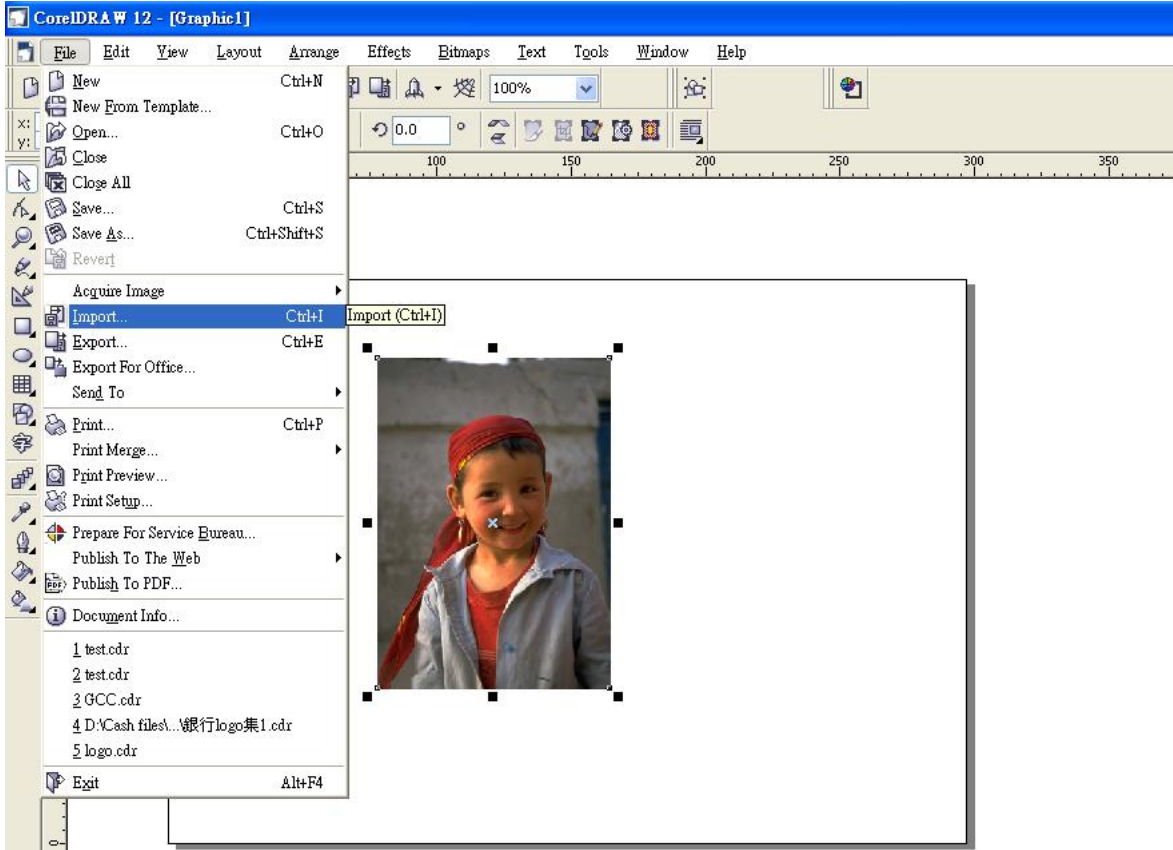 CorelDRAW 12 - [Graphic1]
File Edit View Layout Arrange Effects Bitmaps Text Tools Window Help
New Ctrl+N
100%
New From Template...
x:
y:
Open... Ctrl+O
0.0 °
Close
100 150 200 250 300 350
Close All
Save... Ctrl+S
Save As... Ctrl+Shift+S
Revert
Acquire Image
Import... Ctrl+I
Import (Ctrl+I)
Export... Ctrl+E
Export For Office...
Send To
Print... Ctrl+P
字
Print Merge...
Print Preview...
Print Setup...
Prepare For Service Bureau...
Publish To The Web
PDF
Publish To PDF...
Document Info...
1 test.cdr
2 test.cdr
3 GCC.cdr
4 D:\Cash files\...\銀行logo集1.cdr
5 logo.cdr
Exit Alt+F4
0